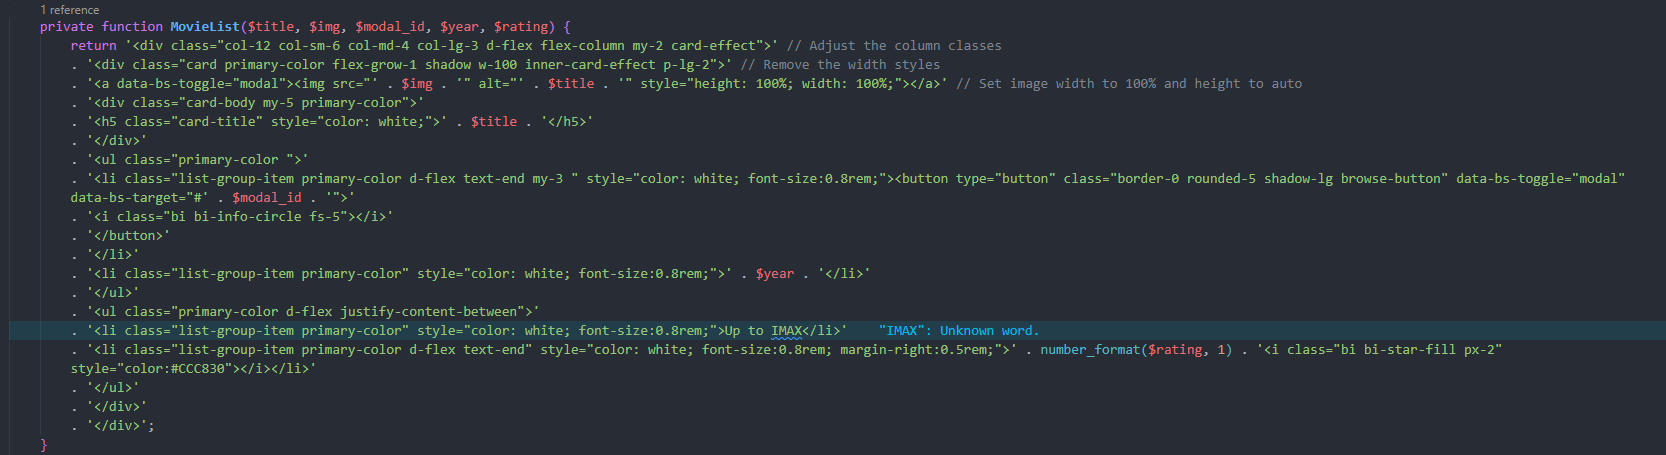 1 reference
private function MovieList($title, $img, $modal_id, $year, $rating) {
return '<div class="col-12 col-sm-6 col-md-4 col-lg-3 d-flex flex-column my-2 card-effect">' // Adjust the column classes
. '<div class="card primary-color flex-grow-1 shadow w-100 inner-card-effect p-lg-2">' // Remove the width styles
. '<a data-bs-toggle="modal"><img src="' . $img . '" alt="' . $title . '" style="height: 100%; width: 100%;"></a>' // Set image width to 100% and height to auto
. '<div class="card-body my-5 primary-color">'
. '<h5 class="card-title" style="color: white;">' . $title . '</h5>'
. '</div>'
. '<ul class="primary-color ">'
. '<li class="list-group-item primary-color d-flex text-end my-3 " style="color: white; font-size:0.8rem;"><button type="button" class="border-0 rounded-5 shadow-lg browse-button" data-bs-toggle="modal"
data-bs-target="#' . $modal_id . '">'
. '<i class="bi bi-info-circle fs-5"></i>'
. '</button>'
. '</li>'
. '<li class="list-group-item primary-color" style="color: white; font-size:0.8rem;">' . $year . '</li>'
. '</ul>'
. '<ul class="primary-color d-flex justify-content-between">'
. '<li class="list-group-item primary-color" style="color: white; font-size:0.8rem;">Up to IMAX</li>' "IMAX": Unknown word.
. '<li class="list-group-item primary-color d-flex text-end" style="color: white; font-size:0.8rem; margin-right:0.5rem;">' . number_format($rating, 1) . '<i class="bi bi-star-fill px-2"
style="color:#CCC830"></i></li>'
. '</ul>'
. '</div>'
. '</div>';
}